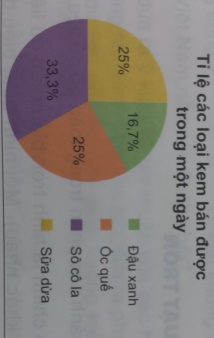 Tỉ lệ các loại kem bán được
trong một ngày
25%
16,7%
33,3%
25%
Đậu xanh
Ốc quế
Sô cô la
Sữa dừa